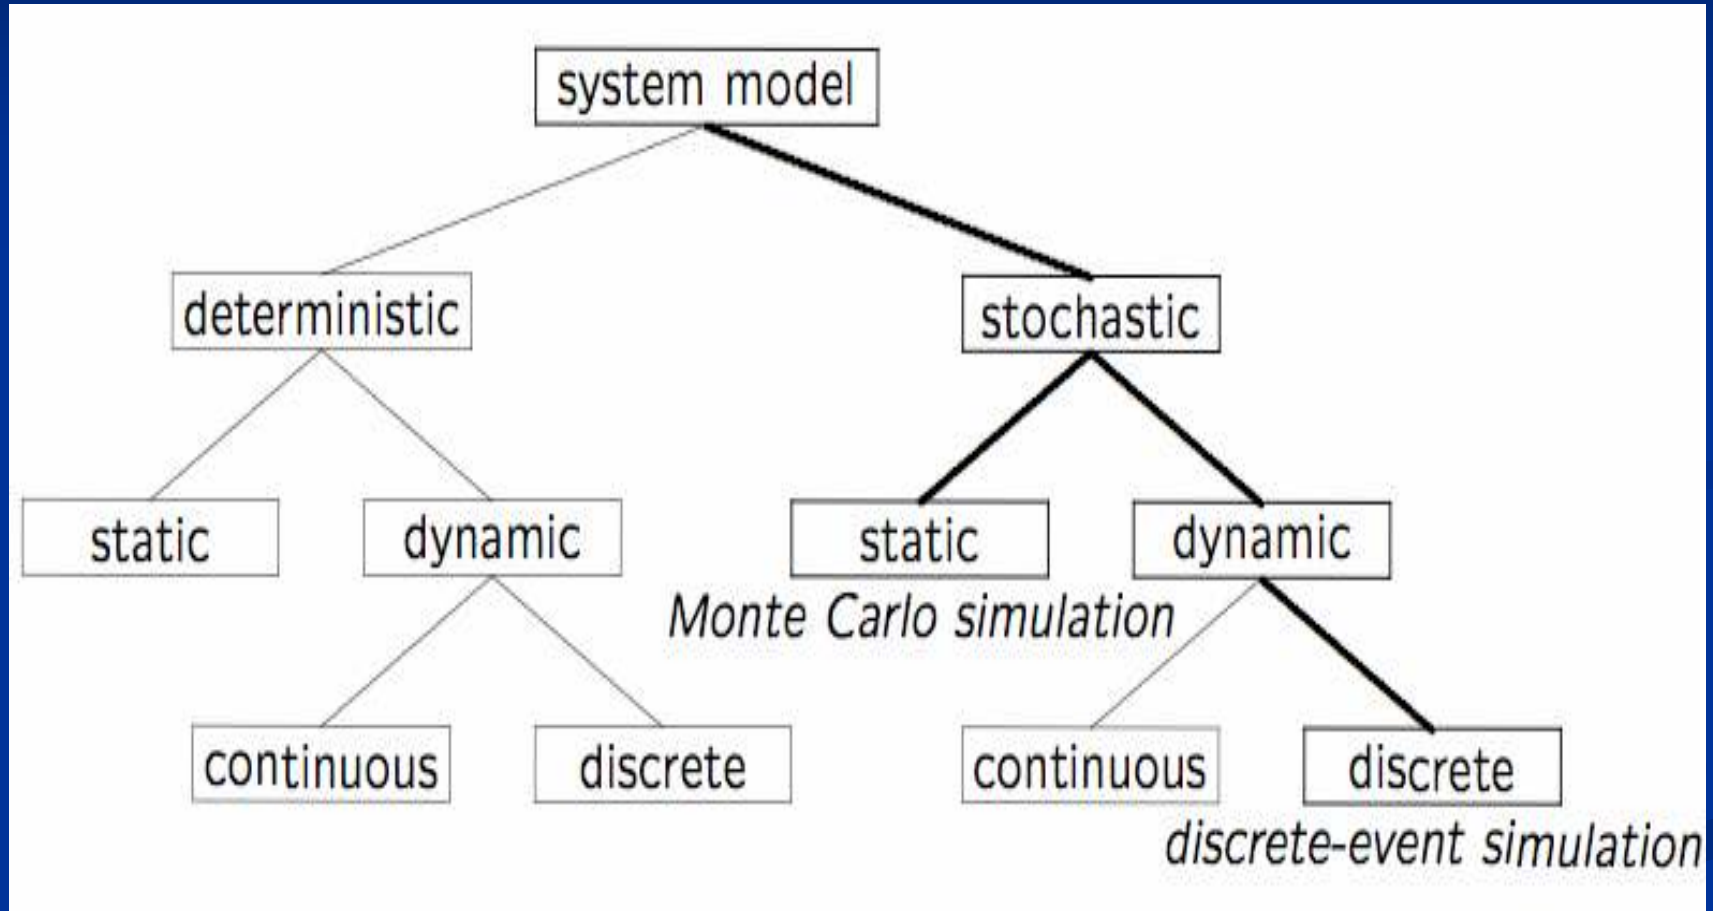 system model
deterministic
stochastic
static
dynamic
static
dynamic
Monte Carlo simulation
continuous
discrete
continuous
discrete
discrete-event simulation